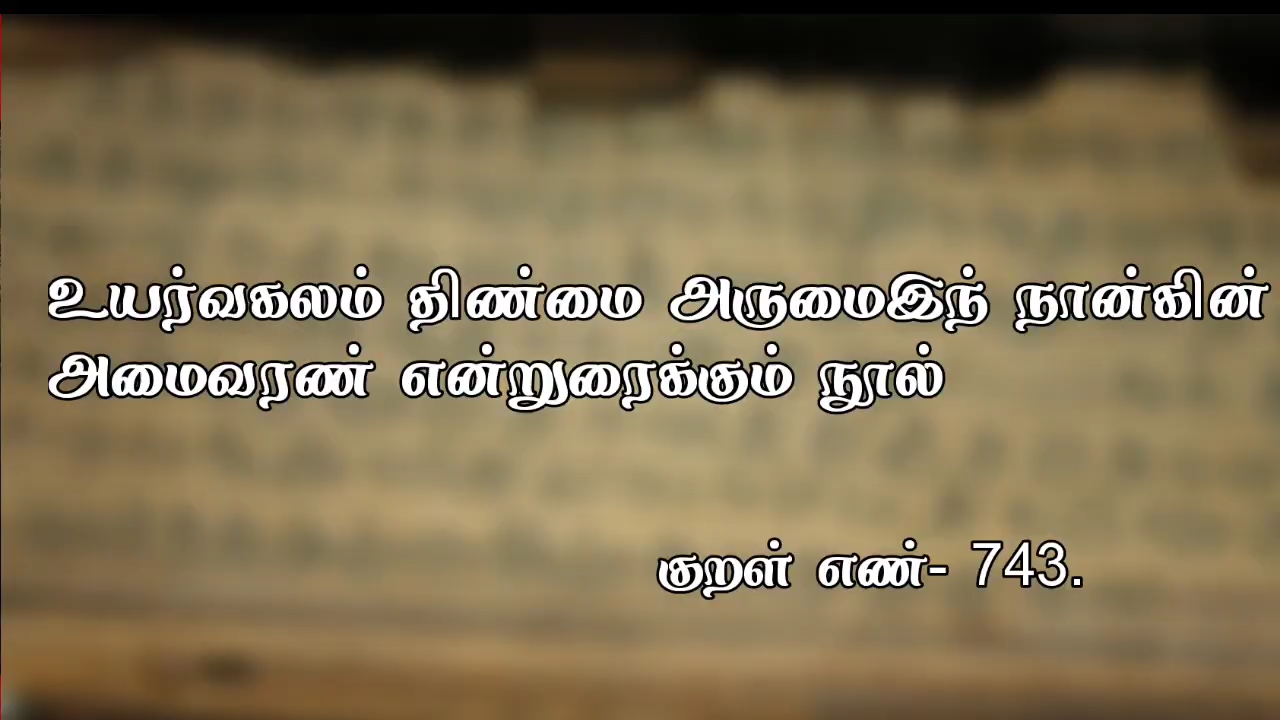 உயர்வகலம் திண்மை அருமைஇந் நான்கின்
அமைவரண் என்றுரைக்கும் நூல்
குறள் எண்- 743.